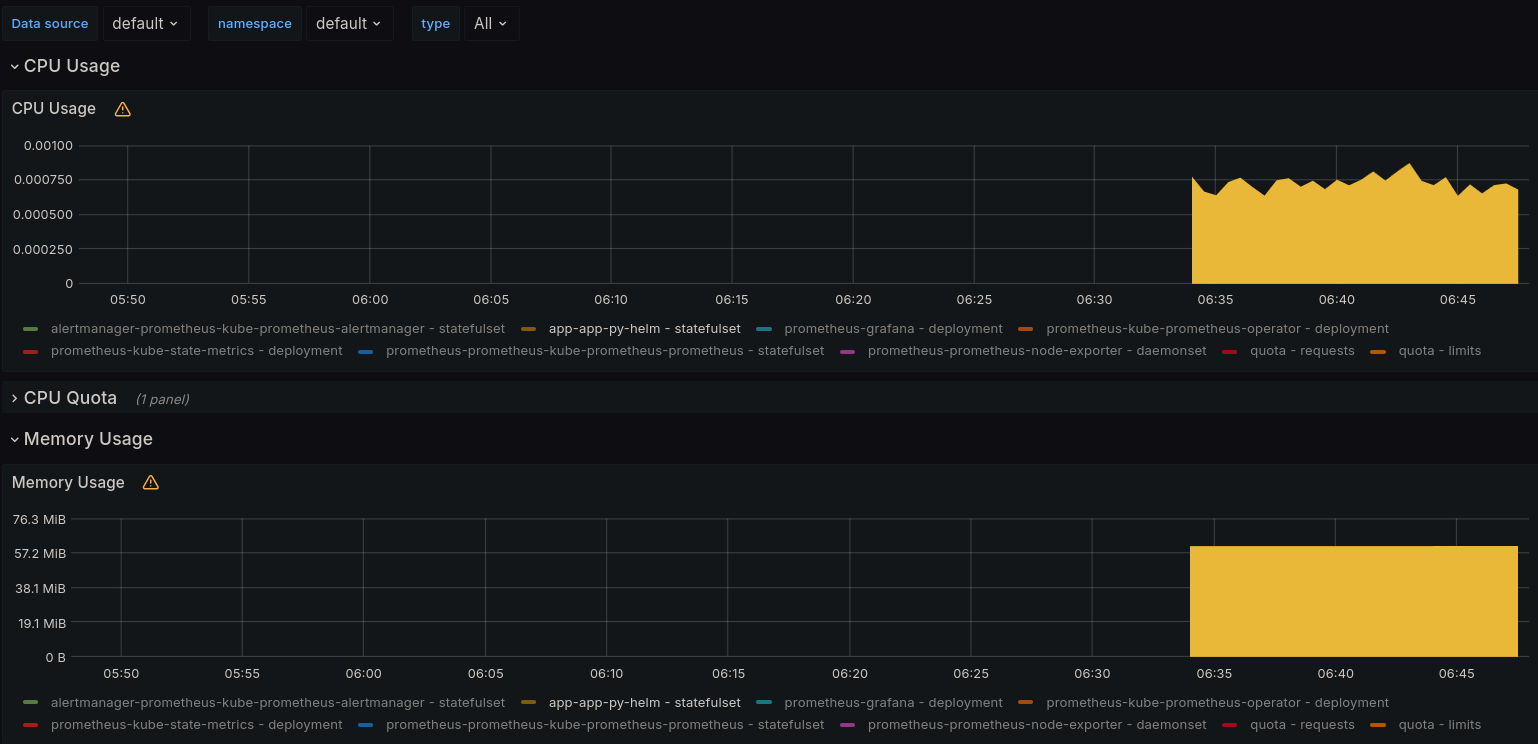 Data source default namespace default type All
CPU Usage
CPU Usage
0.00100
0.000750
0.000500
0.000250
0
05:50 05:55 06:00 06:05 06:10 06:15 06:20 06:25 06:30 06:35 06:40 06:45
alertmanager-prometheus-kube-prometheus-alertmanager - statefulset app-app-py-helm - statefulset prometheus-grafana - deployment prometheus-kube-prometheus-operator - deployment
prometheus-kube-state-metrics - deployment prometheus-prometheus-kube-prometheus-prometheus - statefulset prometheus-prometheus-node-exporter - daemonset quota - requests quota - limits
CPU Quota (1 panel)
Memory Usage
Memory Usage
76.3 MiB
57.2 MiB
38.1 MiB
19.1 MiB
0 B
05:50 05:55 06:00 06:05 06:10 06:15 06:20 06:25 06:30 06:35 06:40 06:45
alertmanager-prometheus-kube-prometheus-alertmanager - statefulset app-app-py-helm - statefulset prometheus-grafana - deployment prometheus-kube-prometheus-operator - deployment
prometheus-kube-state-metrics - deployment prometheus-prometheus-kube-prometheus-prometheus - statefulset prometheus-prometheus-node-exporter - daemonset quota - requests quota - limits